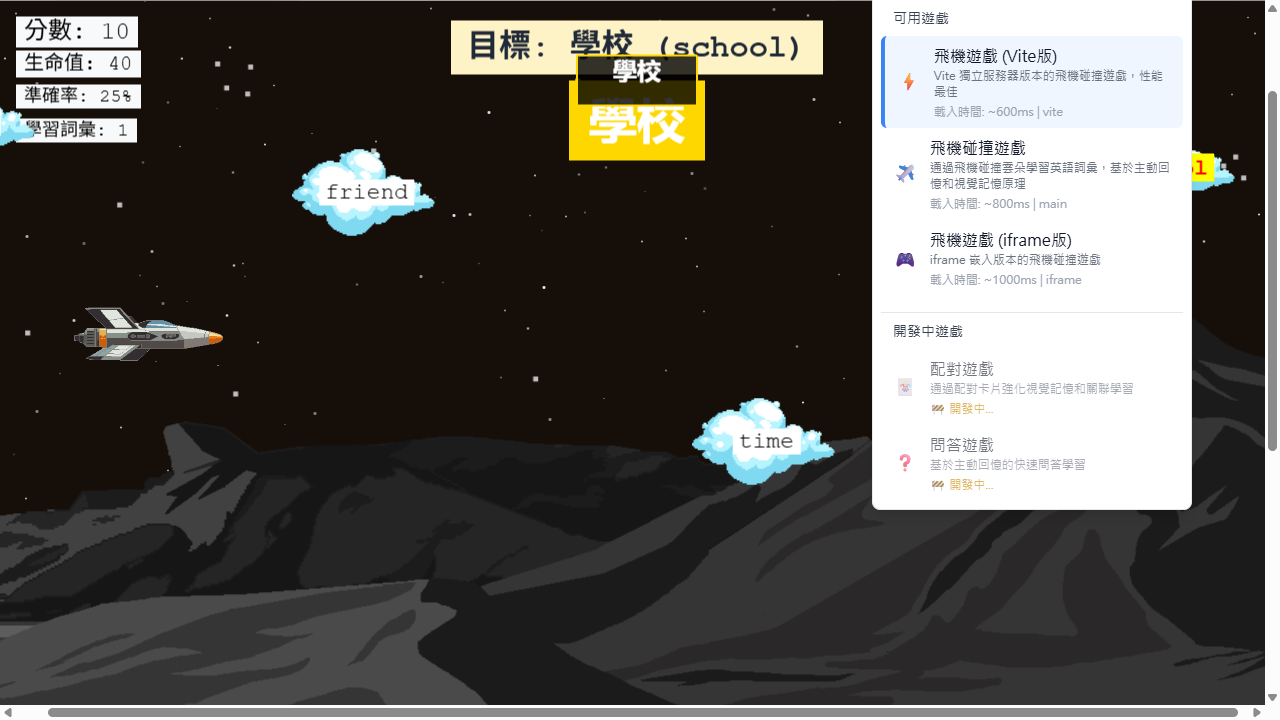 分數: 10
生命值: 40
準確率: 25%
學習詞彙: 1
目標: 學校 (school)
學校
學校
friend
time
可用遊戲
飛機遊戲 (Vite版)
Vite 獨立服務器版本的飛機碰撞遊戲,性能
最佳
載入時間: ~600ms | vite
飛機碰撞遊戲
通過飛機碰撞雲朵學習英語詞彙,基於主動回
憶和視覺記憶原理
載入時間: ~800ms | main
飛機遊戲 (iframe版)
iframe 嵌入版本的飛機碰撞遊戲
載入時間: ~1000ms | iframe
開發中遊戲
配對遊戲
通過配對卡片強化視覺記憶和關聯學習
開發中...
問答遊戲
基於主動回憶的快速問答學習
開發中...